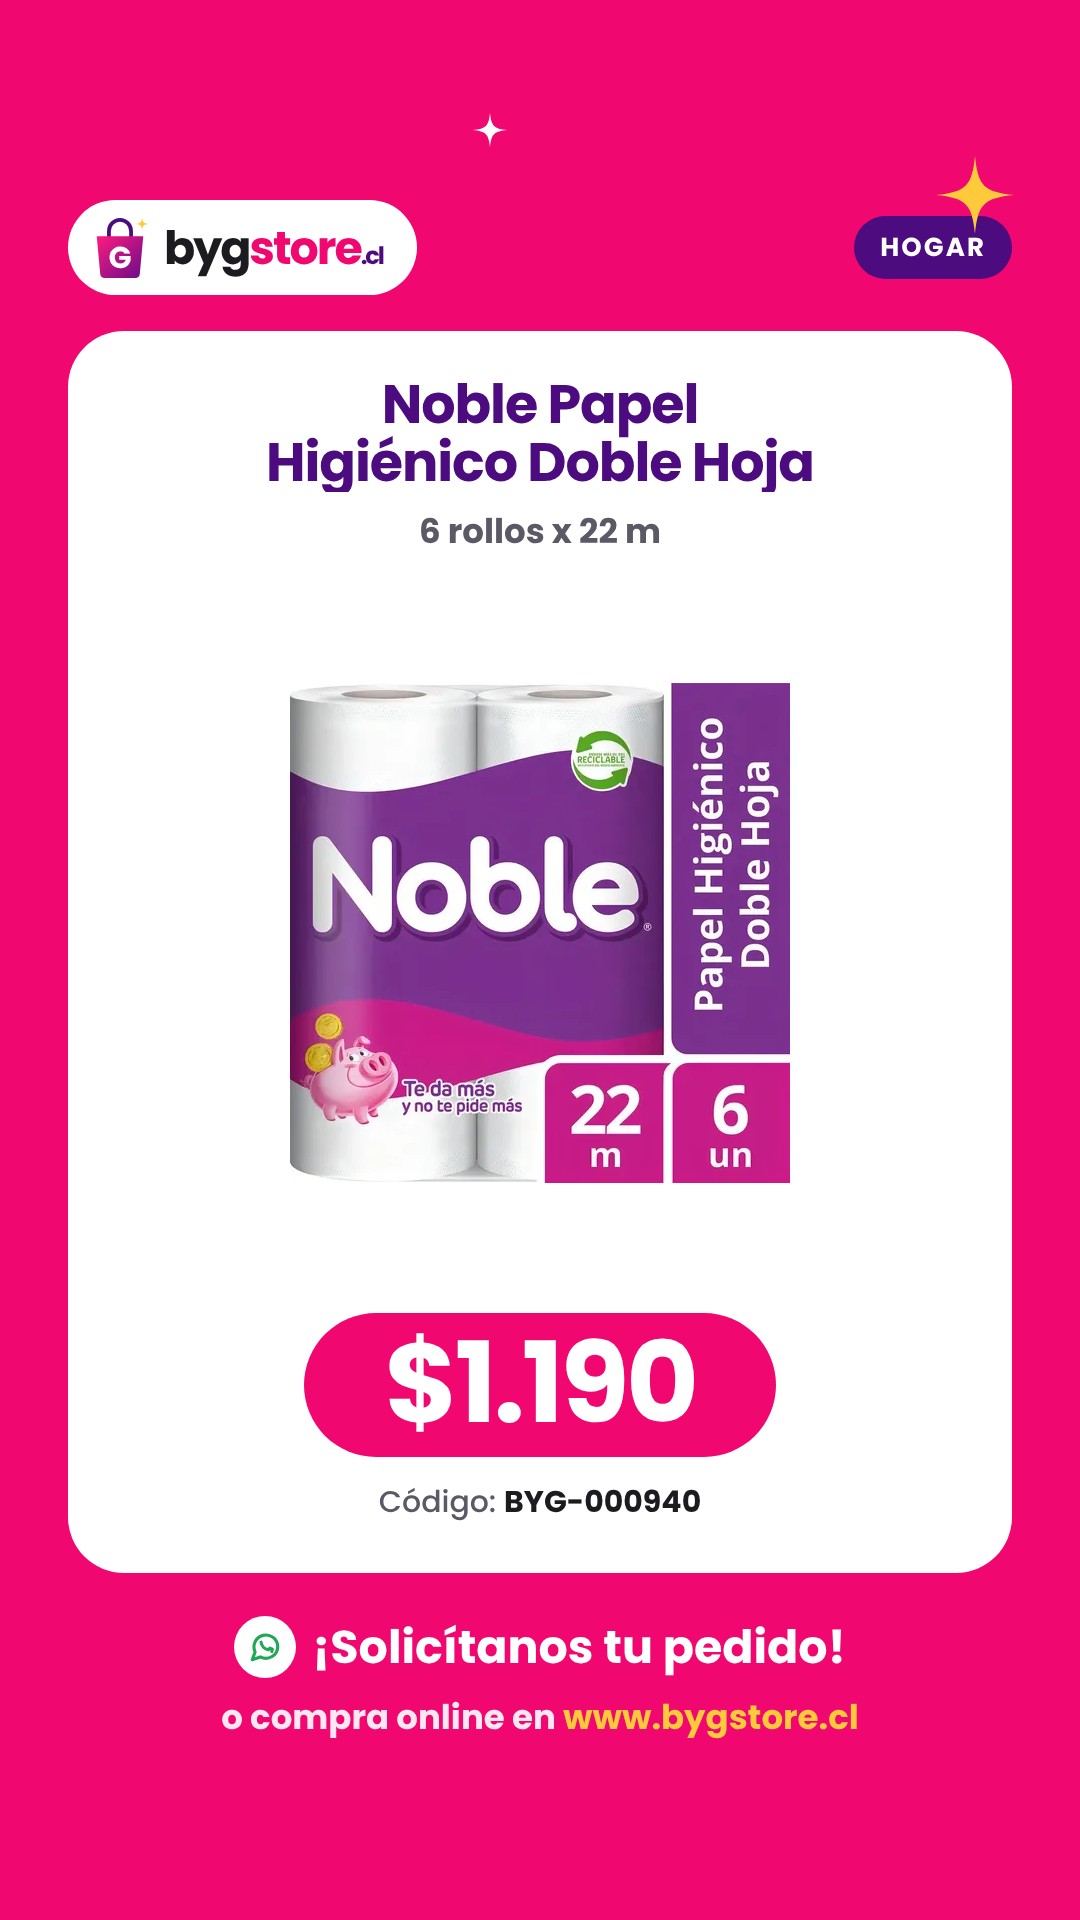 G
bygstore.cl
HOGAR
Noble Papel
Higiénico Doble Hoja
6 rollos x 22 m
RECICLABLE
Noble®
Papel Higiénico
Doble Hoja
Te da más
y no te pide más
22
m
6
un
$1.190
Código: BYG-000940
¡Solicítanos tu pedido!
o compra online en www.bygstore.cl